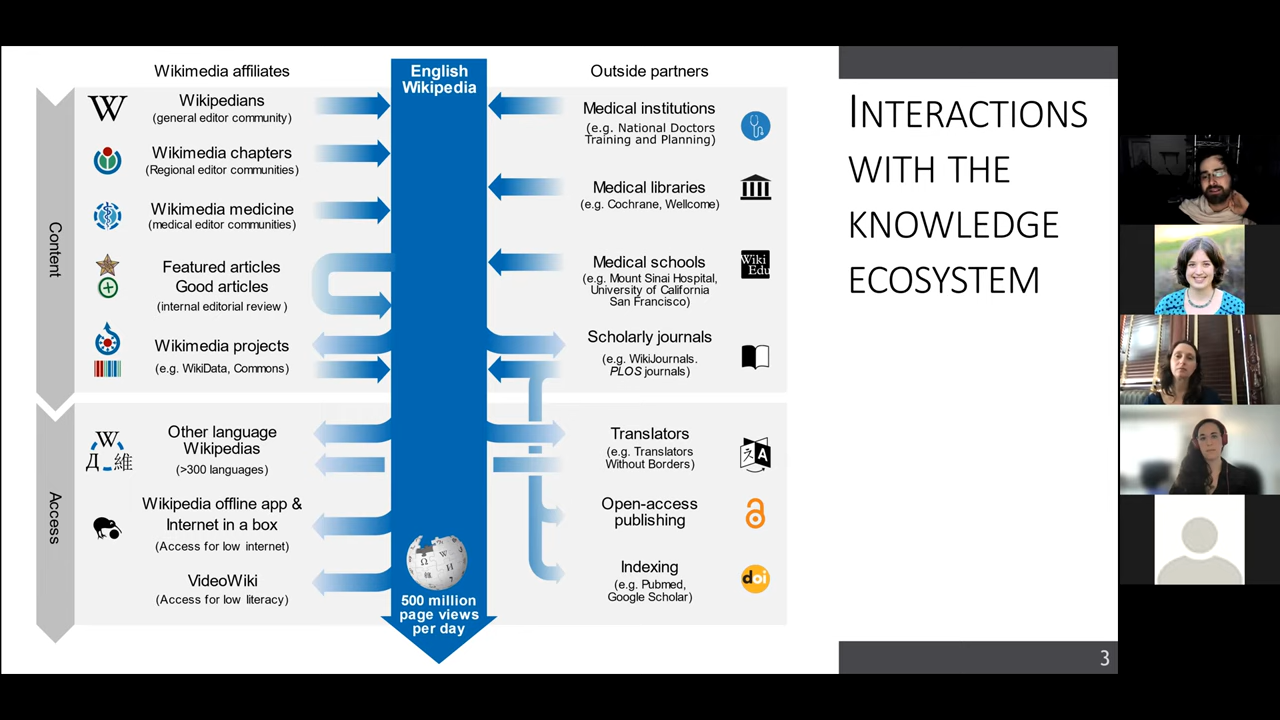 Wikimedia affiliates
English
Wikipedia
Outside partners
Content
Wikipedians
(general editor community)
Wikimedia chapters
(Regional editor communities)
Wikimedia medicine
(medical editor communities)
Featured articles
Good articles
(internal editorial review )
Wikimedia projects
(e.g. WikiData, Commons)
Medical institutions
(e.g. National Doctors
Training and Planning)
Medical libraries
(e.g. Cochrane, Wellcome)
Medical schools
(e.g. Mount Sinai Hospital,
University of California
San Francisco)
Wiki
Edu
Scholarly journals
(e.g. WikiJournals.
PLOS journals)
Access
W
Д 維
Other language
Wikipedias
(>300 languages)
Wikipedia offline app &
Internet in a box
(Access for low internet)
VideoWiki
(Access for low literacy)
Translators
(e.g. Translators
Without Borders)
A
Open-access
publishing
Indexing
(e.g. Pubmed,
Google Scholar)
doi
500 million
page views
per day
INTERACTIONS
WITH THE
KNOWLEDGE
ECOSYSTEM
3